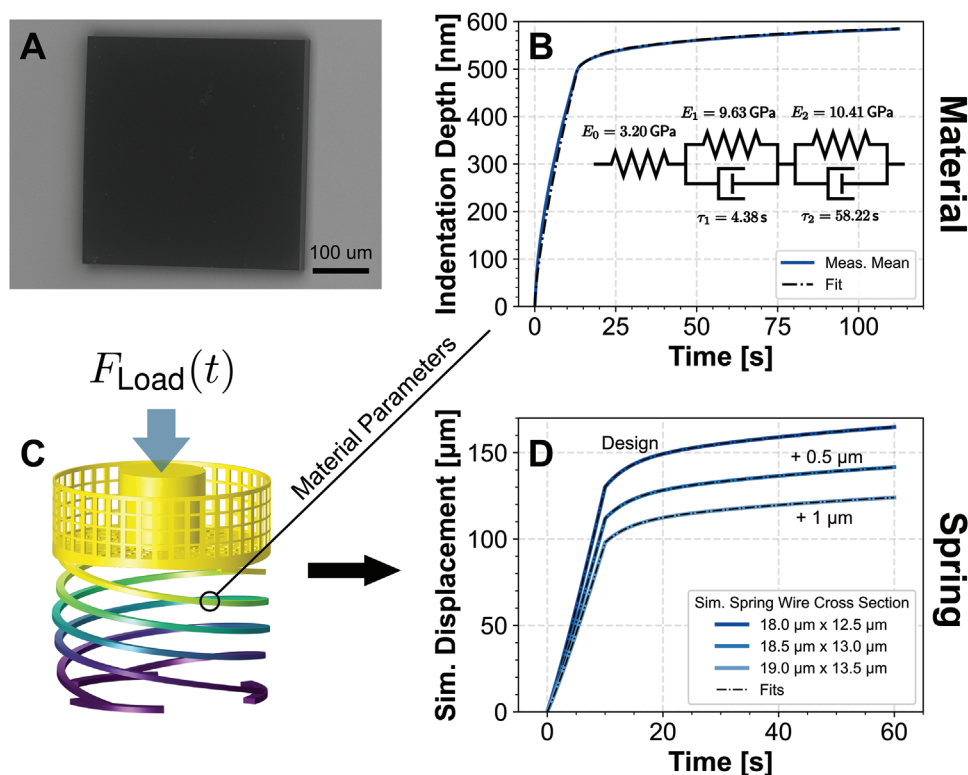 A
100 um
B
Indentation Depth [nm]
600
500
400
300
200
100
0
0 25 50 75 100
Time [s]
E₀ = 3.20 GPa
E₁ = 9.63 GPa
E₂ = 10.41 GPa
τ₁ = 4.38 s
τ₂ = 58.22 s
Meas. Mean
Fit
Material
F_Load(t)
C
Material Parameters
D
Sim. Displacement [µm]
150
100
50
0
0 20 40 60
Time [s]
Design
+ 0.5 µm
+ 1 µm
Sim. Spring Wire Cross Section
18.0 µm x 12.5 µm
18.5 µm x 13.0 µm
19.0 µm x 13.5 µm
Fits
Spring